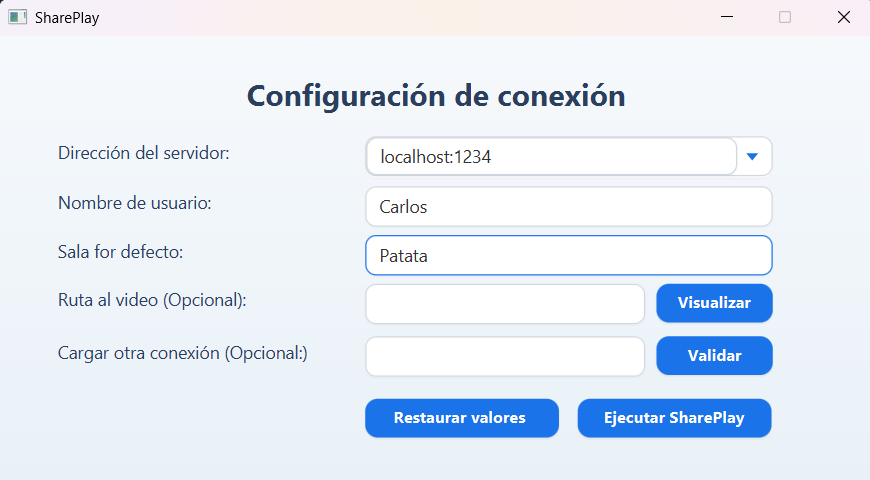 SharePlay
Configuración de conexión
Dirección del servidor: localhost:1234
Nombre de usuario: Carlos
Sala for defecto: Patata
Ruta al video (Opcional): Visualizar
Cargar otra conexión (Opcional:) Validar
Restaurar valores Ejecutar SharePlay